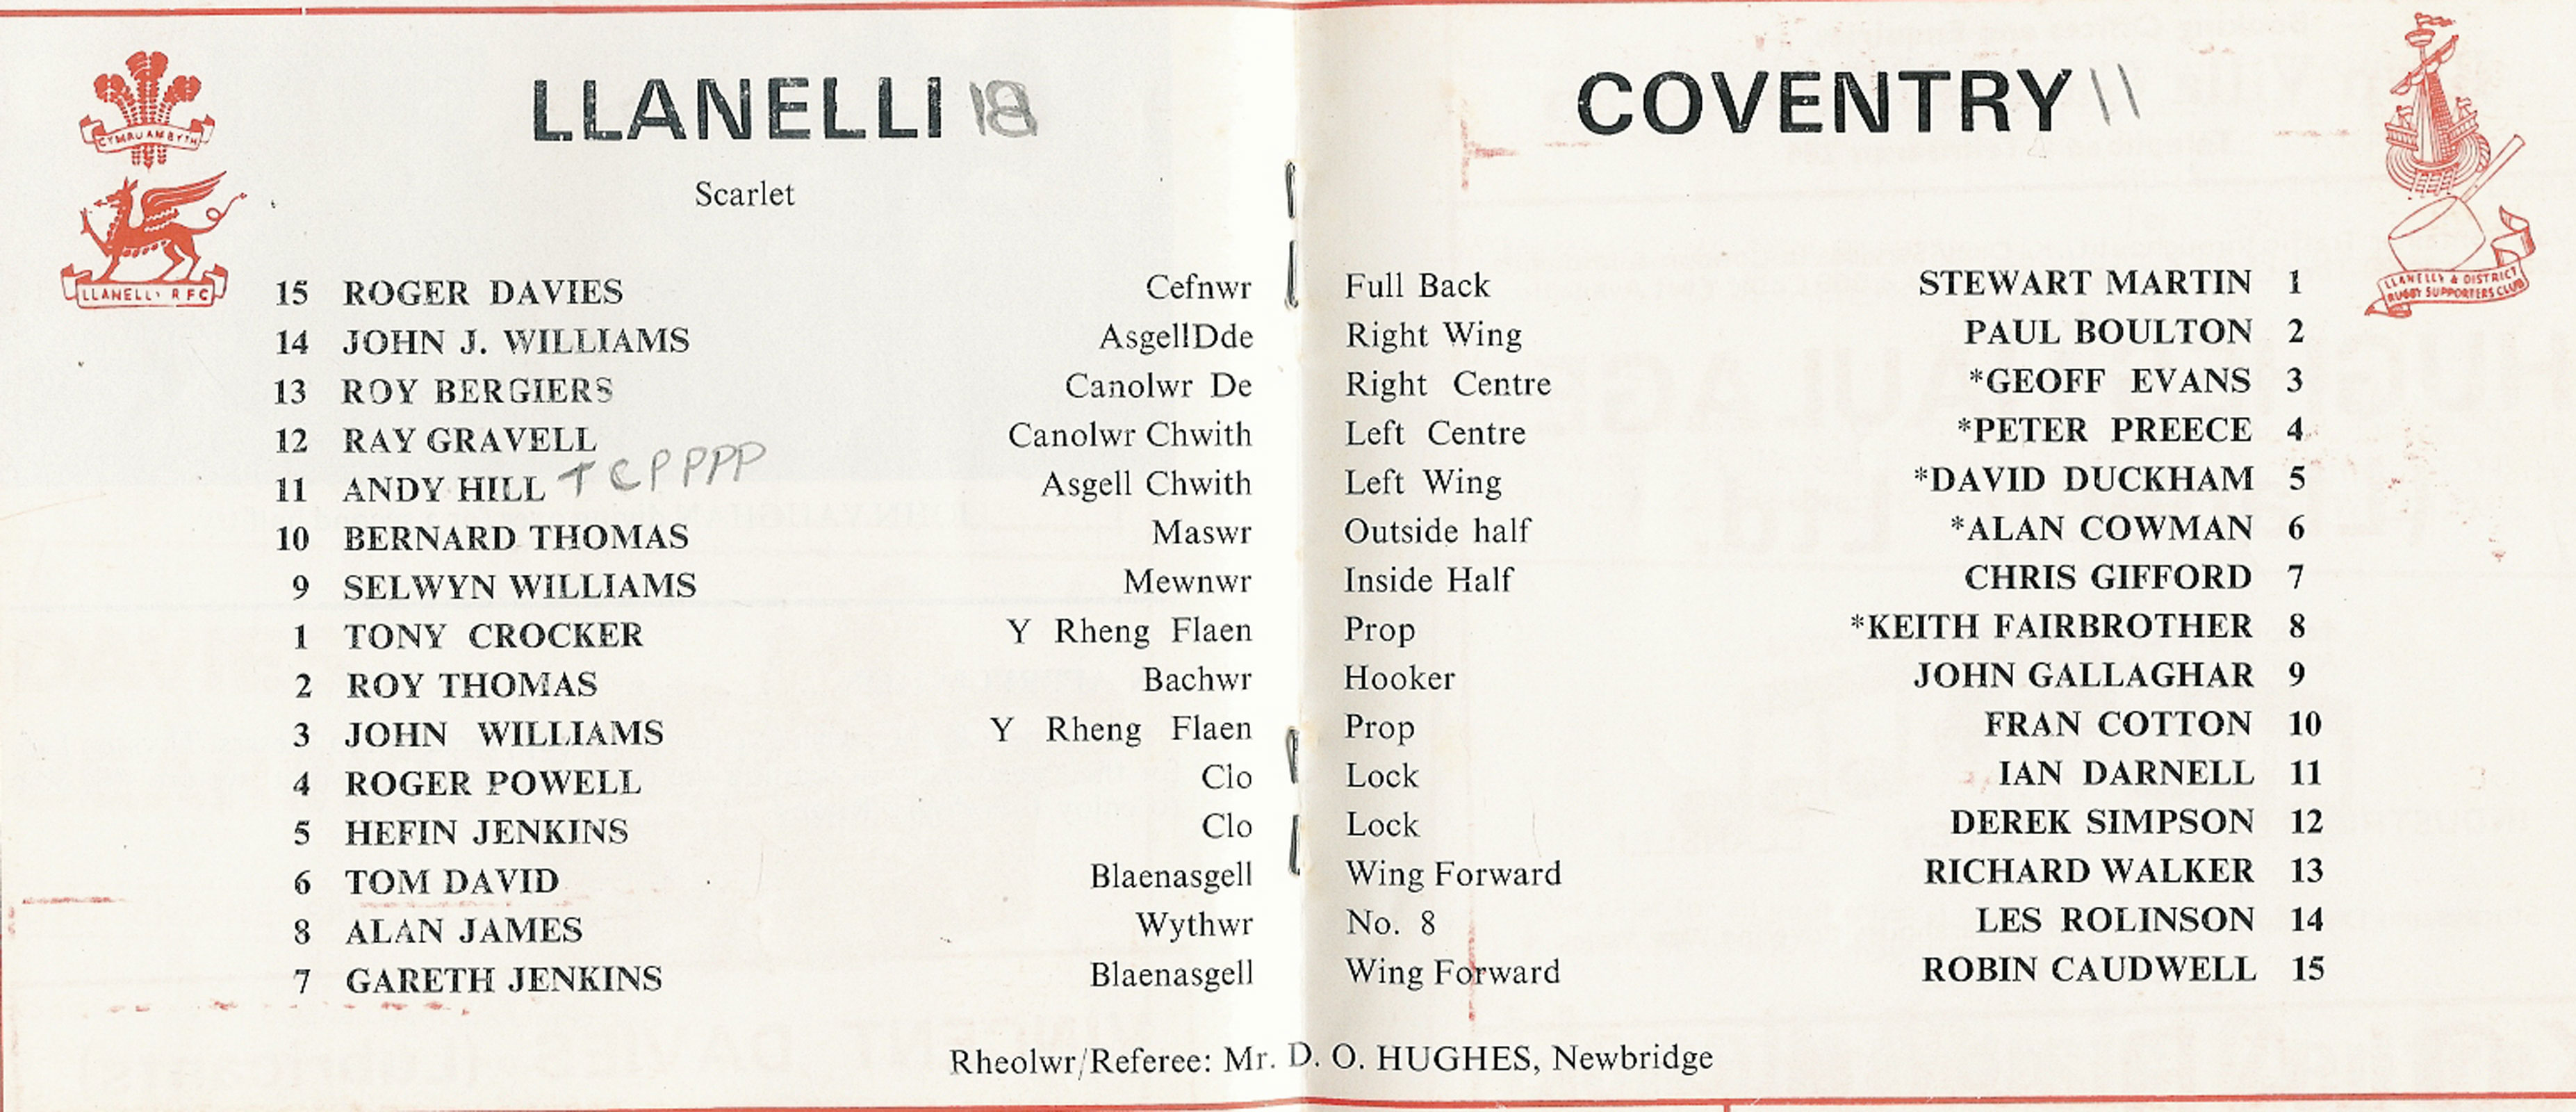 LLANELLI 18
Scarlet
CYMRU AM BYTH
LLANELLI RFC
15 ROGER DAVIES Cefnwr
14 JOHN J. WILLIAMS AsgellDde
13 ROY BERGIERS Canolwr De
12 RAY GRAVELL Canolwr Chwith
11 ANDY HILL T C P P P P Asgell Chwith
10 BERNARD THOMAS Maswr
9 SELWYN WILLIAMS Mewnwr
1 TONY CROCKER Y Rheng Flaen
2 ROY THOMAS Bachwr
3 JOHN WILLIAMS Y Rheng Flaen
4 ROGER POWELL Clo
5 HEFIN JENKINS Clo
6 TOM DAVID Blaenasgell
8 ALAN JAMES Wythwr
7 GARETH JENKINS Blaenasgell
COVENTRY 11
LLANELLY & DISTRICT
RUGBY SUPPORTERS CLUB
Full Back STEWART MARTIN 1
Right Wing PAUL BOULTON 2
Right Centre *GEOFF EVANS 3
Left Centre *PETER PREECE 4
Left Wing *DAVID DUCKHAM 5
Outside half *ALAN COWMAN 6
Inside Half CHRIS GIFFORD 7
Prop *KEITH FAIRBROTHER 8
Hooker JOHN GALLAGHAR 9
Prop FRAN COTTON 10
Lock IAN DARNELL 11
Lock DEREK SIMPSON 12
Wing Forward RICHARD WALKER 13
No. 8 LES ROLINSON 14
Wing Forward ROBIN CAUDWELL 15
Rheolwr/Referee: Mr. D. O. HUGHES, Newbridge